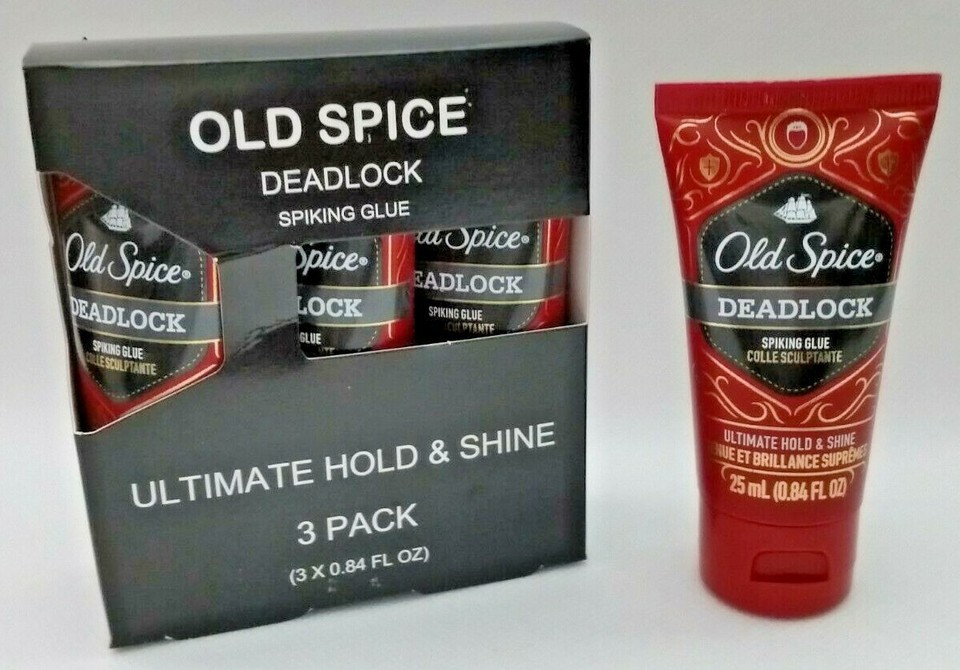 OLD SPICE
DEADLOCK
SPIKING GLUE
Old Spice®
DEADLOCK
SPIKING GLUE
COLLE SCULPTANTE
Spice®
LOCK
GLUE
Spice®
DEADLOCK
SPIKING GLUE
SCULPTANTE
ULTIMATE HOLD & SHINE
3 PACK
(3 X 0.84 FL OZ)
Old Spice®
DEADLOCK
SPIKING GLUE
COLLE SCULPTANTE
ULTIMATE HOLD & SHINE
ET BRILLANCE SUPRÊMES
25 mL (0.84 FL OZ)